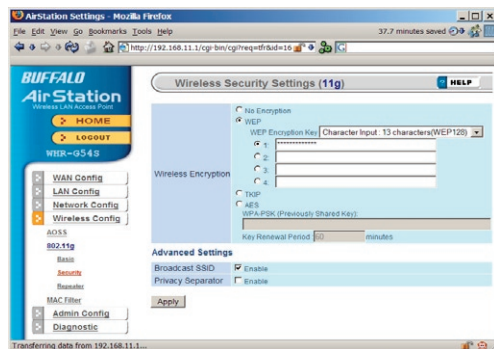 AirStation Settings - Mozilla Firefox
File Edit View Go Bookmarks Tools Help
37.7 minutes saved
http://192.168.11.1/cgi-bin/cgi?req=tfr&id=16
BUFFALO
AirStation
Wireless LAN Access Point
HOME
LOGOUT
WHR-G54S
WAN Config
LAN Config
Network Config
Wireless Config
AOSS
802.11g
Basic
Security
Repeater
MAC Filter
Admin Config
Diagnostic
Wireless Security Settings (11g)
HELP
Wireless Encryption
No Encryption
WEP
WEP Encryption Key Character Input : 13 characters(WEP128)
1: *************
2:
3:
4:
TKIP
AES
WPA-PSK (Previously Shared Key):
Key Renewal Period 60 minutes
Advanced Settings
Broadcast SSID Enable
Privacy Separator Enable
Apply
Transferring data from 192.168.11.1...